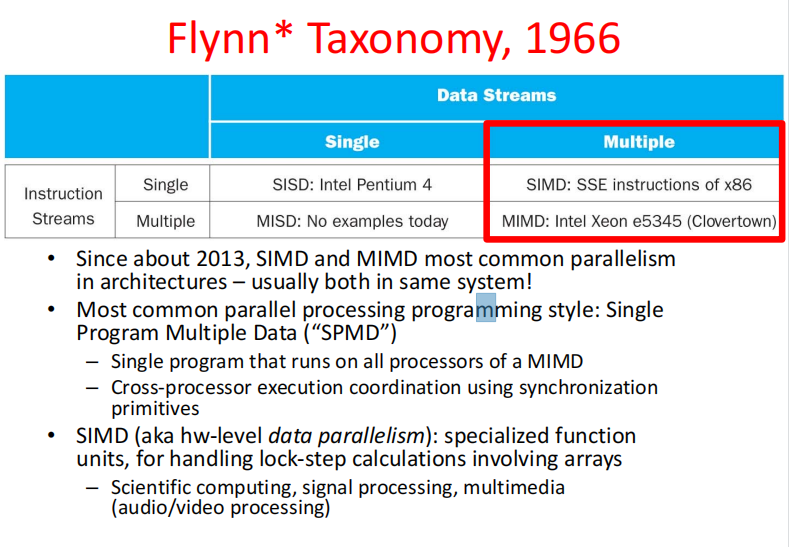 Flynn* Taxonomy, 1966
Data Streams
Single Multiple
Instruction Streams Single SISD: Intel Pentium 4 SIMD: SSE instructions of x86
Multiple MISD: No examples today MIMD: Intel Xeon e5345 (Clovertown)
• Since about 2013, SIMD and MIMD most common parallelism
in architectures – usually both in same system!
• Most common parallel processing programming style: Single
Program Multiple Data (“SPMD”)
– Single program that runs on all processors of a MIMD
– Cross-processor execution coordination using synchronization
primitives
• SIMD (aka hw-level data parallelism): specialized function
units, for handling lock-step calculations involving arrays
– Scientific computing, signal processing, multimedia
(audio/video processing)